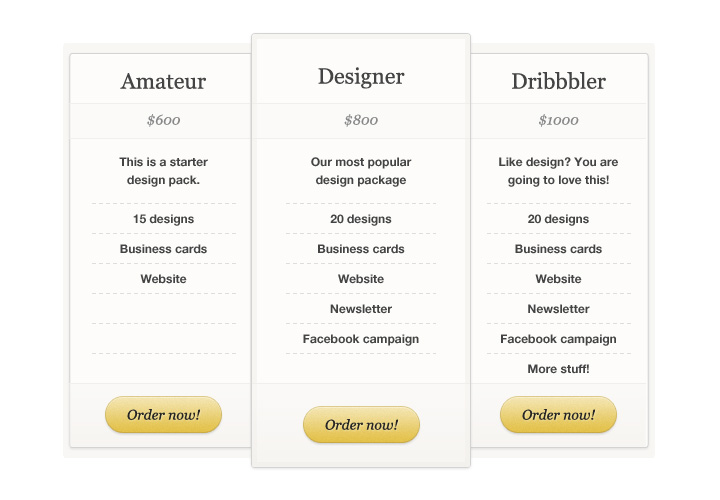 Amateur
$600
This is a starter
design pack.
15 designs
Business cards
Website
Order now!
Designer
$800
Our most popular
design package
20 designs
Business cards
Website
Newsletter
Facebook campaign
Order now!
Dribbbler
$1000
Like design? You are
going to love this!
20 designs
Business cards
Website
Newsletter
Facebook campaign
More stuff!
Order now!